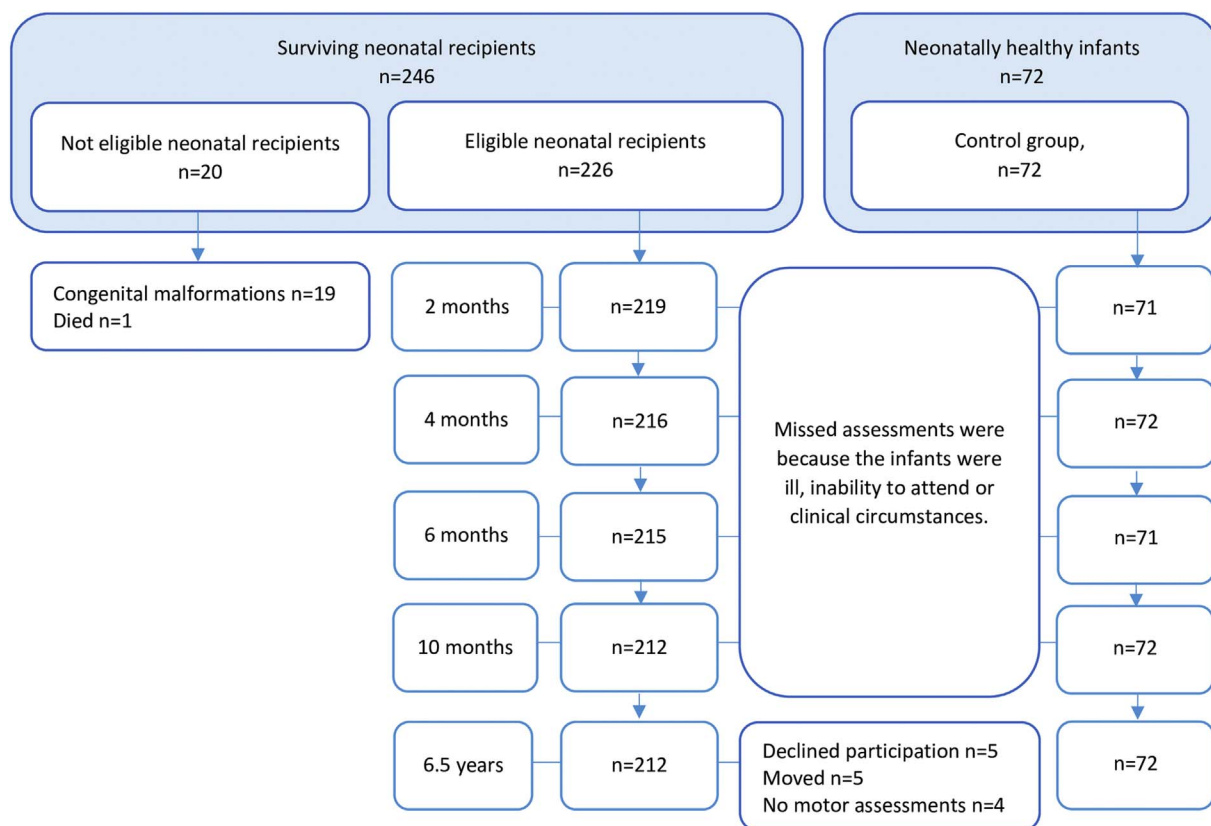 Surviving neonatal recipients
n=246
Neonatally healthy infants
n=72
Not eligible neonatal recipients
n=20
Eligible neonatal recipients
n=226
Control group,
n=72
Congenital malformations n=19
Died n=1
2 months
n=219
n=71
4 months
n=216
n=72
Missed assessments were
because the infants were
ill, inability to attend or
clinical circumstances.
6 months
n=215
n=71
10 months
n=212
n=72
6.5 years
n=212
Declined participation n=5
Moved n=5
No motor assessments n=4
n=72